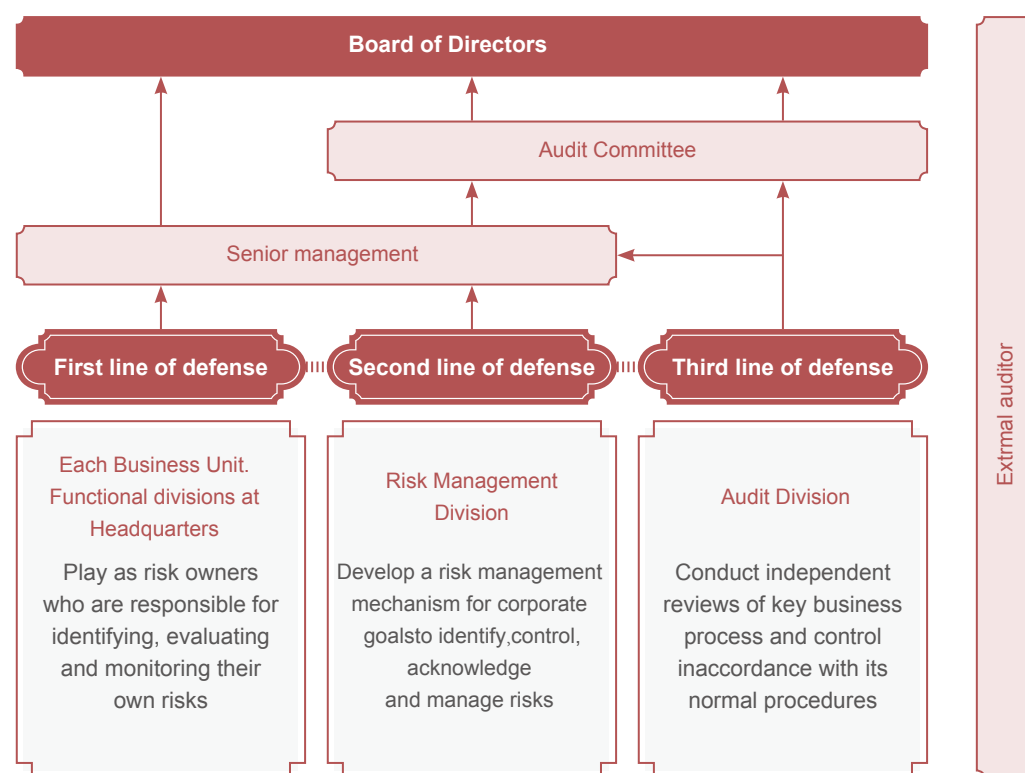 Board of Directors
Audit Committee
Senior management
First line of defense
Second line of defense
Third line of defense
Each Business Unit.
Functional divisions at
Headquarters
Play as risk owners
who are responsible for
identifying, evaluating
and monitoring their
own risks
Risk Management
Division
Develop a risk management
mechanism for corporate
goalsto identify,control,
acknowledge
and manage risks
Audit Division
Conduct independent
reviews of key business
process and control
inaccordance with its
normal procedures
Extrmal auditor